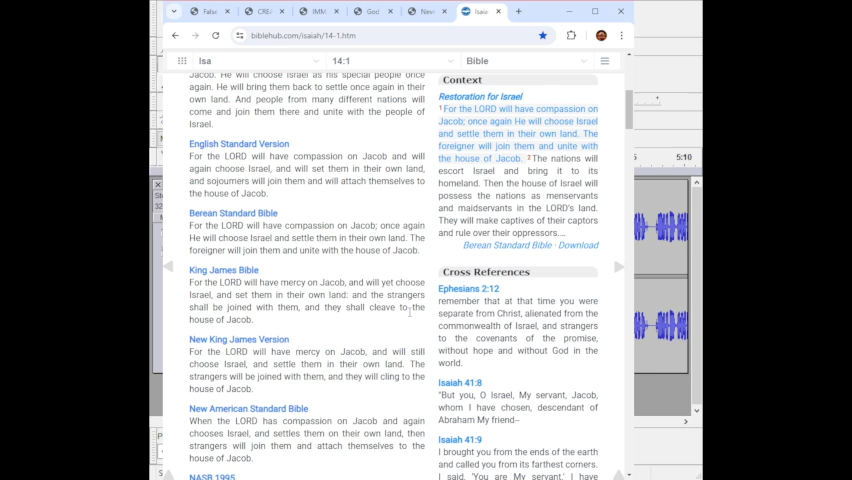 False
CREA
IMM
God
New
Isaia
biblehub.com/isaiah/14-1.htm
Isa
14:1
Bible
Jacob. He will choose Israel as his special people once
again. He will bring them back to settle once again in their
own land. And people from many different nations will
come and join them there and unite with the people of
Israel.
English Standard Version
For the LORD will have compassion on Jacob and will
again choose Israel, and will set them in their own land,
and sojourners will join them and will attach themselves to
the house of Jacob.
Berean Standard Bible
For the LORD will have compassion on Jacob; once again
He will choose Israel and settle them in their own land. The
foreigner will join them and unite with the house of Jacob.
King James Bible
For the LORD will have mercy on Jacob, and will yet choose
Israel, and set them in their own land: and the strangers
shall be joined with them, and they shall cleave to the
house of Jacob.
New King James Version
For the LORD will have mercy on Jacob, and will still
choose Israel, and settle them in their own land. The
strangers will be joined with them, and they will cling to the
house of Jacob.
New American Standard Bible
When the LORD has compassion on Jacob and again
chooses Israel, and settles them on their own land, then
strangers will join them and attach themselves to the
house of Jacob.
NASB 1995
Context
Restoration for Israel
1 For the LORD will have compassion on
Jacob; once again He will choose Israel
and settle them in their own land. The
foreigner will join them and unite with
the house of Jacob. 2 The nations will
escort Israel and bring it to its
homeland. Then the house of Israel will
possess the nations as menservants
and maidservants in the LORD's land.
They will make captives of their captors
and rule over their oppressors.…
Berean Standard Bible · Download
Cross References
Ephesians 2:12
remember that at that time you were
separate from Christ, alienated from the
commonwealth of Israel, and strangers
to the covenants of the promise,
without hope and without God in the
world.
Isaiah 41:8
"But you, O Israel, My servant, Jacob,
whom I have chosen, descendant of
Abraham My friend--
Isaiah 41:9
I brought you from the ends of the earth
and called you from its farthest corners.
I said, 'You are My servant.' I have
5:10